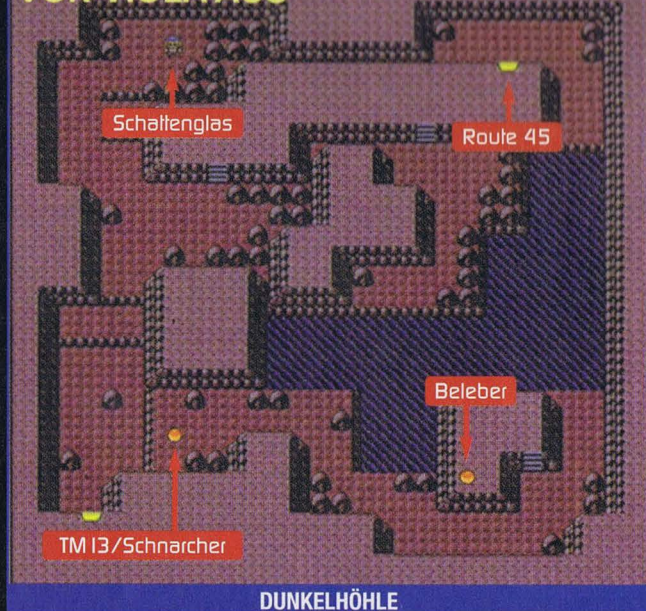 Schattenglas
Route 45
Beleber
TM 13/Schnarcher
DUNKELHÖHLE